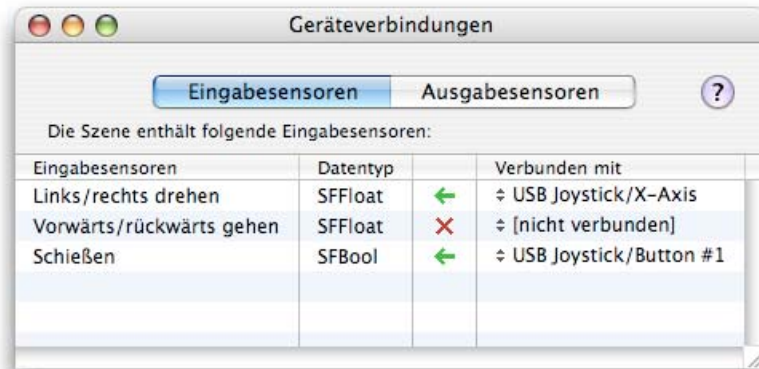 Geräteverbindungen
Eingabesensoren Ausgabesensoren ?
Die Szene enthält folgende Eingabesensoren:
Eingabesensoren Datentyp Verbunden mit
Links/rechts drehen SFFloat USB Joystick/X-Axis
Vorwärts/rückwärts gehen SFFloat [nicht verbunden]
Schießen SFBool USB Joystick/Button #1